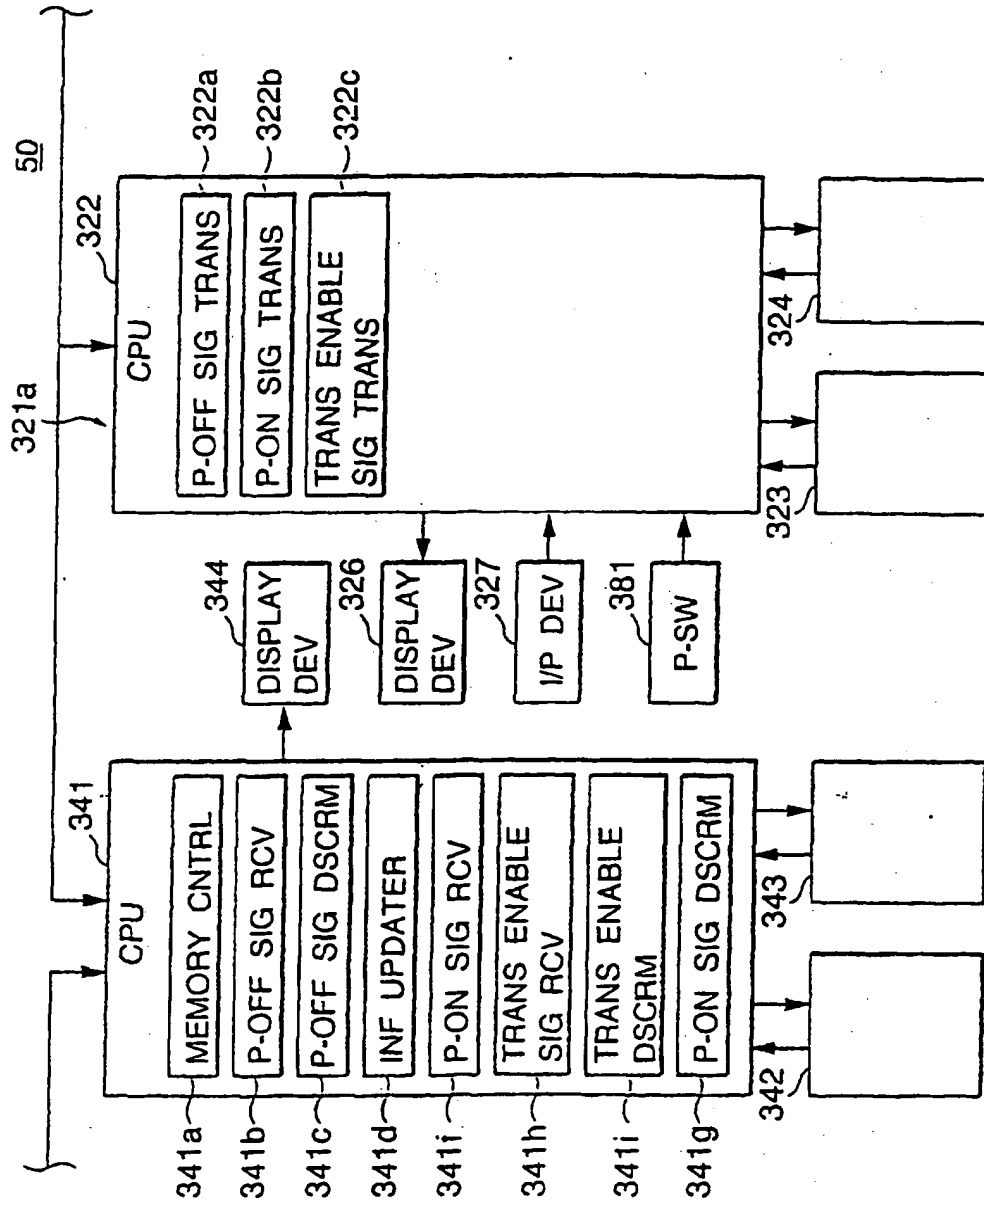 50
321a
322
CPU
P-OFF SIG TRANS
322a
P-ON SIG TRANS
322b
TRANS ENABLE
SIG TRANS
322c
344
DISPLAY
DEV
326
DISPLAY
DEV
327
I/P DEV
381
P-SW
323
324
341
CPU
341a
MEMORY CNTRL
341b
P-OFF SIG RCV
341c
P-OFF SIG DSCRM
341d
INF UPDATER
341i
P-ON SIG RCV
341h
TRANS ENABLE
SIG RCV
341i
TRANS ENABLE
DSCRM
341g
P-ON SIG DSCRM
342
343